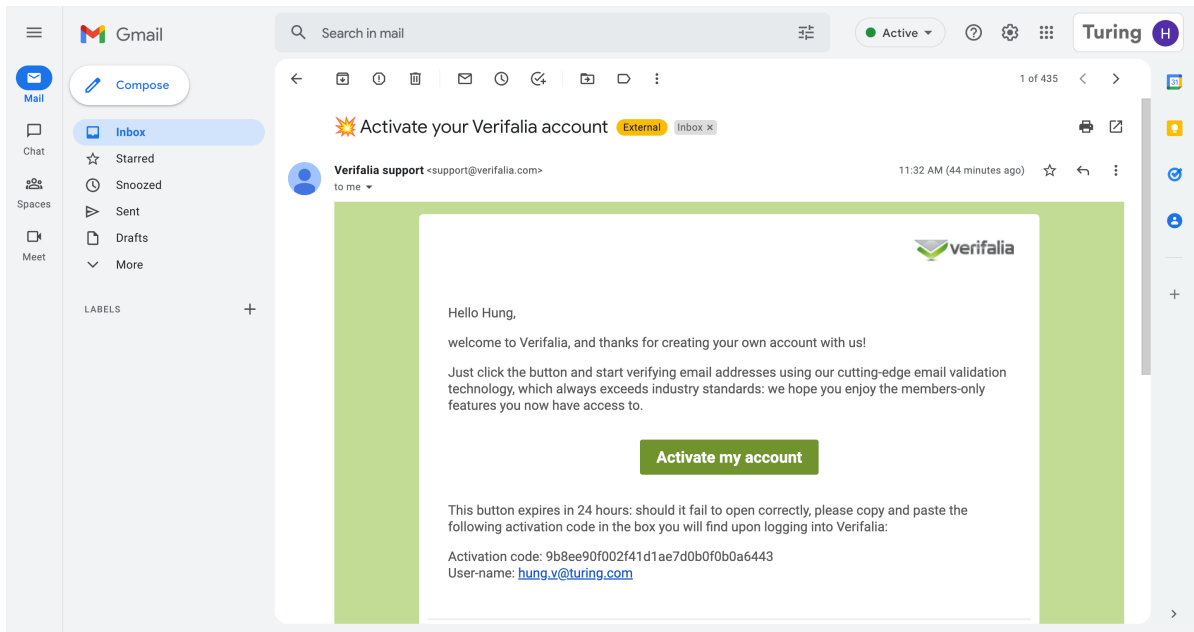 Gmail
Search in mail
Active
Turing
H
Mail
Chat
Spaces
Meet
Compose
Inbox
Starred
Snoozed
Sent
Drafts
More
LABELS
1 of 435
31
💥 Activate your Verifalia account
External
Inbox ×
Verifalia support <support@verifalia.com>
11:32 AM (44 minutes ago)
to me
verifalia
Hello Hung,
welcome to Verifalia, and thanks for creating your own account with us!
Just click the button and start verifying email addresses using our cutting-edge email validation
technology, which always exceeds industry standards: we hope you enjoy the members-only
features you now have access to.
Activate my account
This button expires in 24 hours: should it fail to open correctly, please copy and paste the
following activation code in the box you will find upon logging into Verifalia:
Activation code: 9b8ee90f002f41d1ae7d0b0f0b0a6443
User-name: hung.v@turing.com